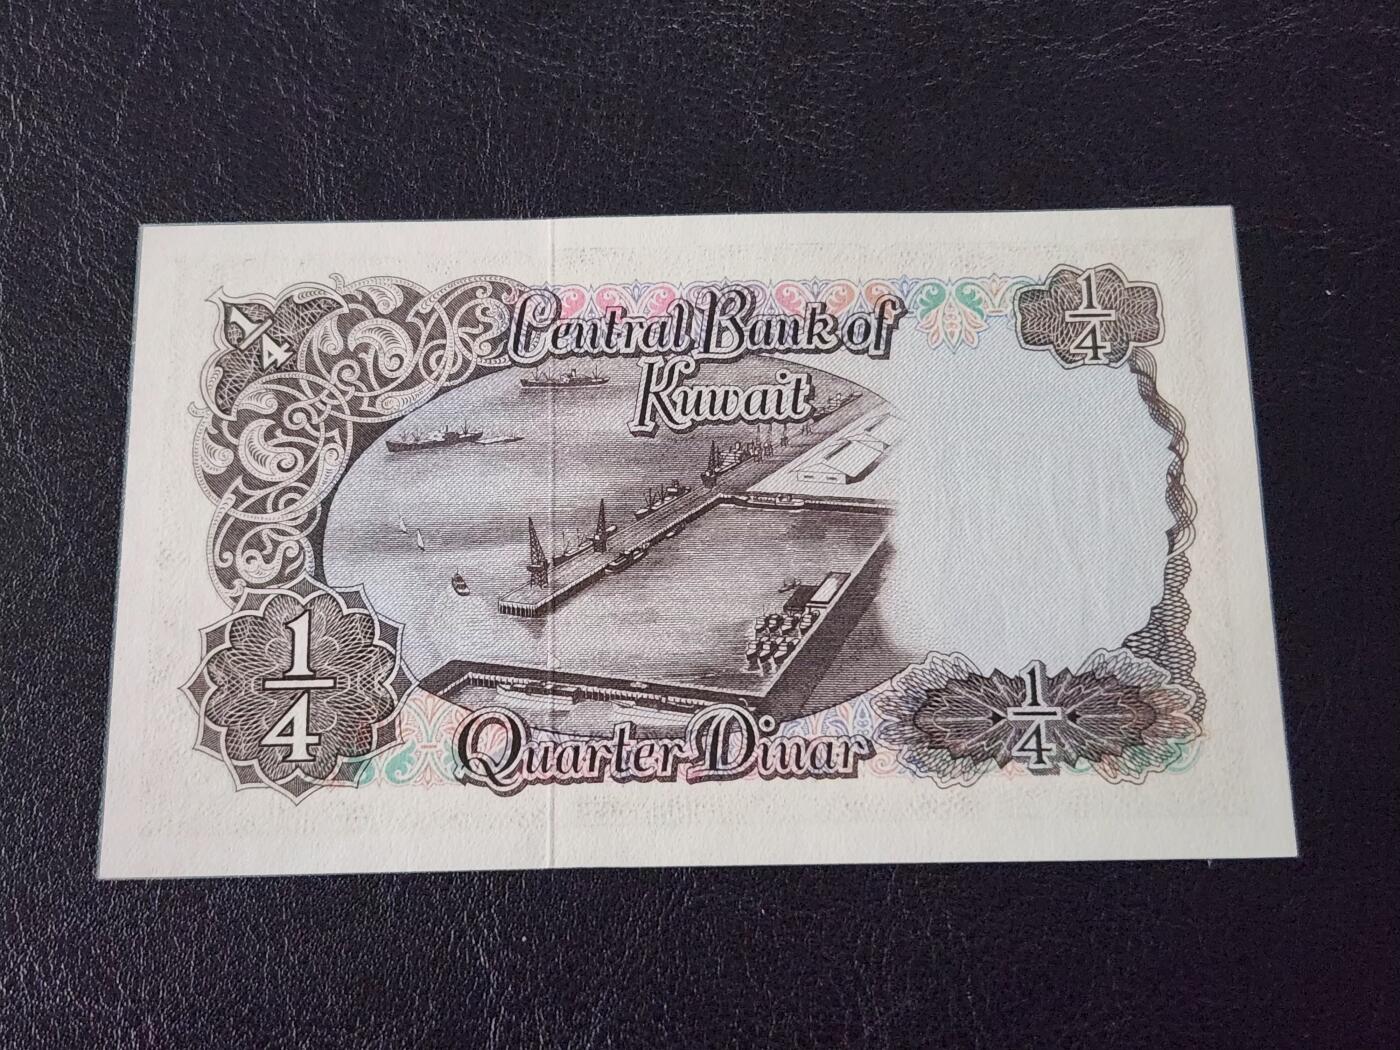 1/4
1/4
Central Bank of
Kuwait
1/4
Quarter Dinar
1/4